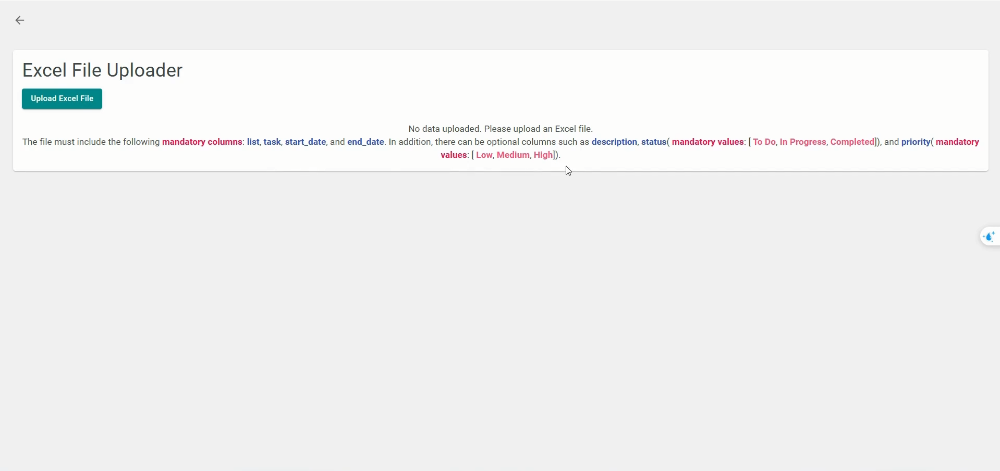 Excel File Uploader
Upload Excel File
No data uploaded. Please upload an Excel file.
The file must include the following mandatory columns: list, task, start_date, and end_date. In addition, there can be optional columns such as description, status( mandatory values: [ To Do, In Progress, Completed]), and priority( mandatory
values: [ Low, Medium, High]).